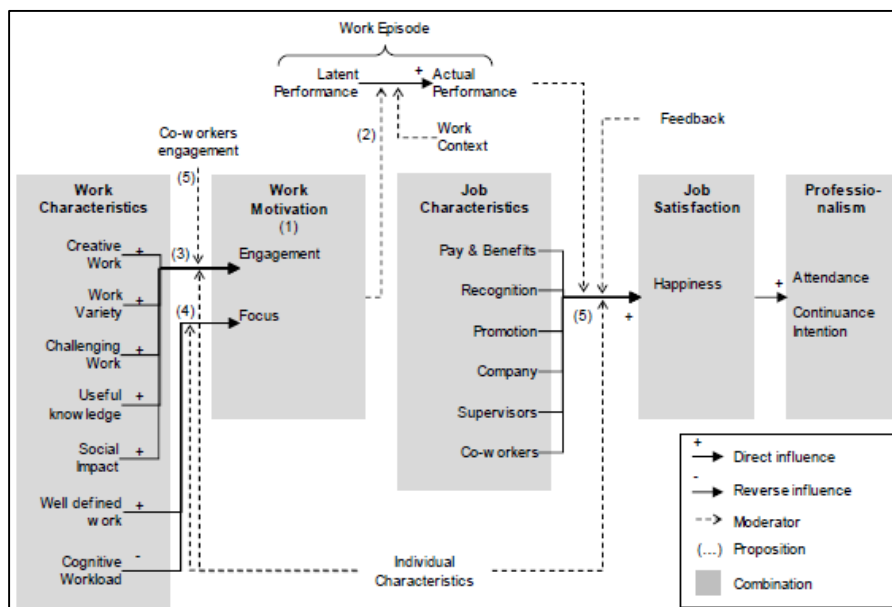 Work Episode
Latent
Performance
+
Actual
Performance
(2)
Work
Context
Feedback
Co-workers
engagement
(5)
Work
Characteristics
Creative
Work
+
Work
Variety
+
Challenging
Work
+
Useful
knowledge
+
Social
Impact
+
Well defined
work
+
Cognitive
Workload
-
(3)
(4)
Work
Motivation
(1)
Engagement
Focus
Job
Characteristics
Pay & Benefits
Recognition
Promotion
Company
Supervisors
Co-workers
(5)
+
Job
Satisfaction
Happiness
+
Professio-
nalism
Attendance
Continuance
Intention
Individual
Characteristics
+
Direct influence
-
Reverse influence
Moderator
(...) Proposition
Combination